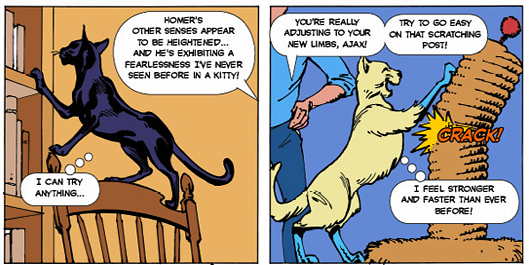 HOMER'S
OTHER SENSES APPEAR
TO BE HEIGHTENED...
AND HE'S EXHIBITING A
FEARLESSNESS I'VE NEVER
SEEN BEFORE IN A KITTY!
I CAN TRY
ANYTHING...
YOU'RE REALLY
ADJUSTING TO YOUR
NEW LIMBS, AJAX!
TRY TO GO EASY
ON THAT SCRATCHING
POST!
CRACK!
I FEEL STRONGER
AND FASTER THAN EVER
BEFORE!